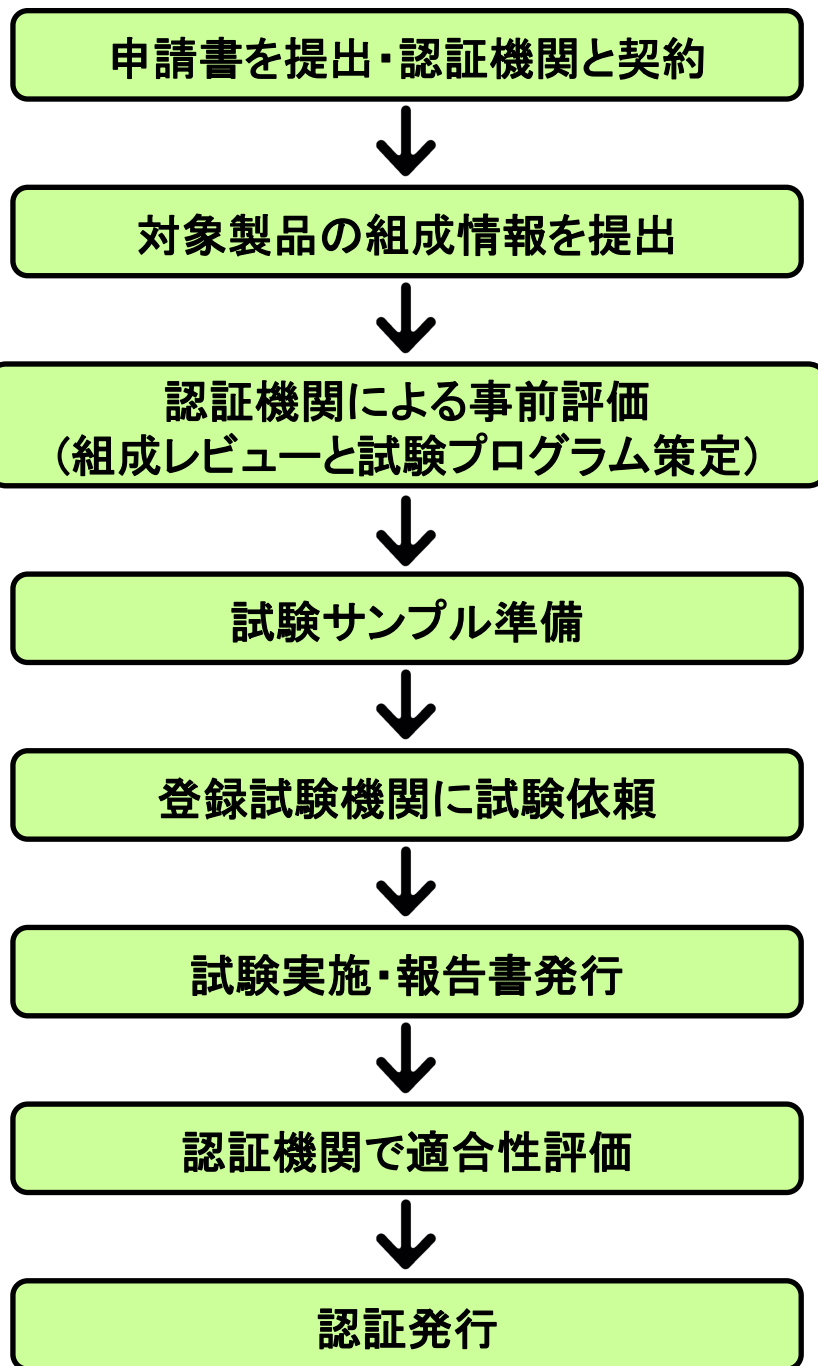 申請書を提出・認証機関と契約
対象製品の組成情報を提出
認証機関による事前評価
(組成レビューと試験プログラム策定)
試験サンプル準備
登録試験機関に試験依頼
試験実施・報告書発行
認証機関で適合性評価
認証発行